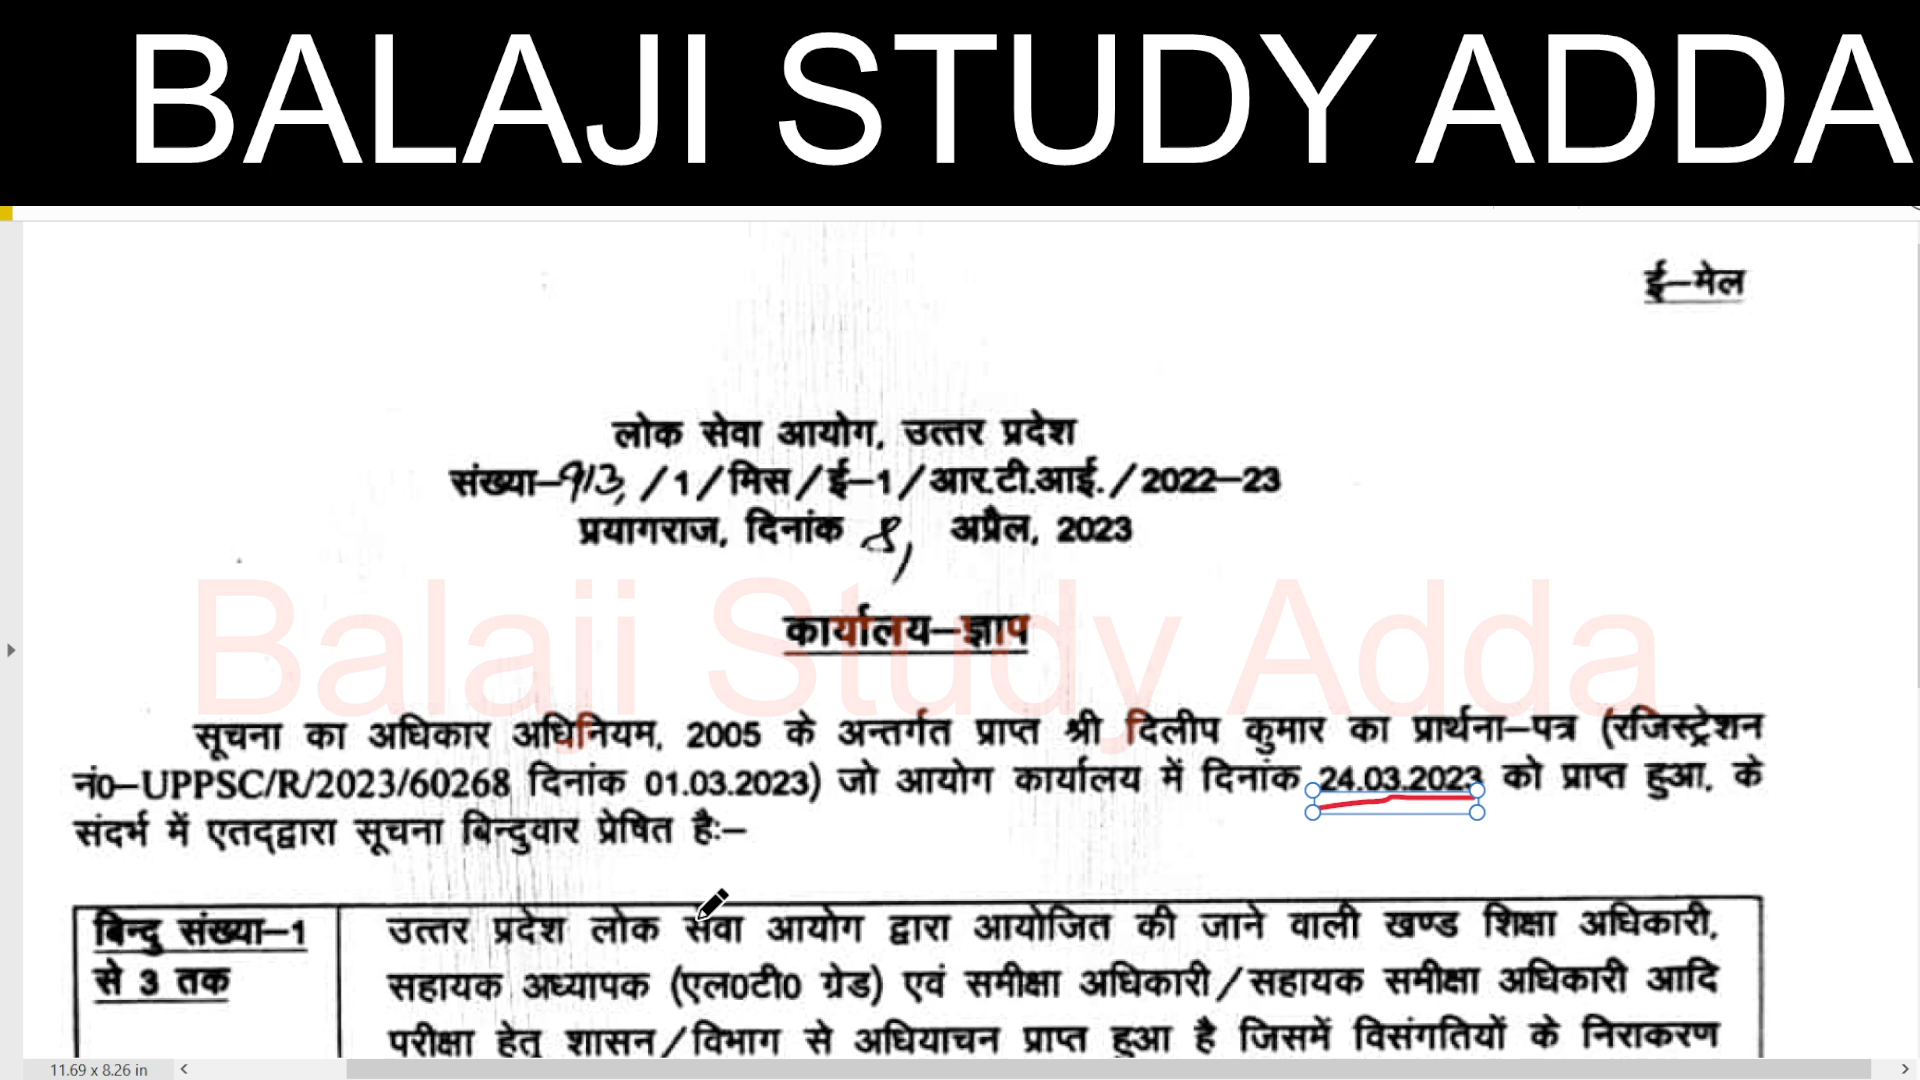 BALAJI STUDY ADDA
ई–मेल
लोक सेवा आयोग, उत्तर प्रदेश
संख्या–913, /1/मिस/ई–1/आर.टी.आई./2022–23
प्रयागराज, दिनांक 8, अप्रैल, 2023
Balaji Study Adda
कार्यालय–ज्ञाप
सूचना का अधिकार अधिनियम, 2005 के अन्तर्गत प्राप्त श्री दिलीप कुमार का प्रार्थना–पत्र (रजिस्ट्रेशन
नं0–UPPSC/R/2023/60268 दिनांक 01.03.2023) जो आयोग कार्यालय में दिनांक 24.03.2023 को प्राप्त हुआ, के
संदर्भ में एतद्द्वारा सूचना बिन्दुवार प्रेषित है:–
बिन्दु संख्या–1
से 3 तक
उत्तर प्रदेश लोक सेवा आयोग द्वारा आयोजित की जाने वाली खण्ड शिक्षा अधिकारी,
सहायक अध्यापक (एल0टी0 ग्रेड) एवं समीक्षा अधिकारी/सहायक समीक्षा अधिकारी आदि
परीक्षा हेतु शासन/विभाग से अधियाचन प्राप्त हुआ है जिसमें विसंगतियों के निराकरण
11.69 x 8.26 in